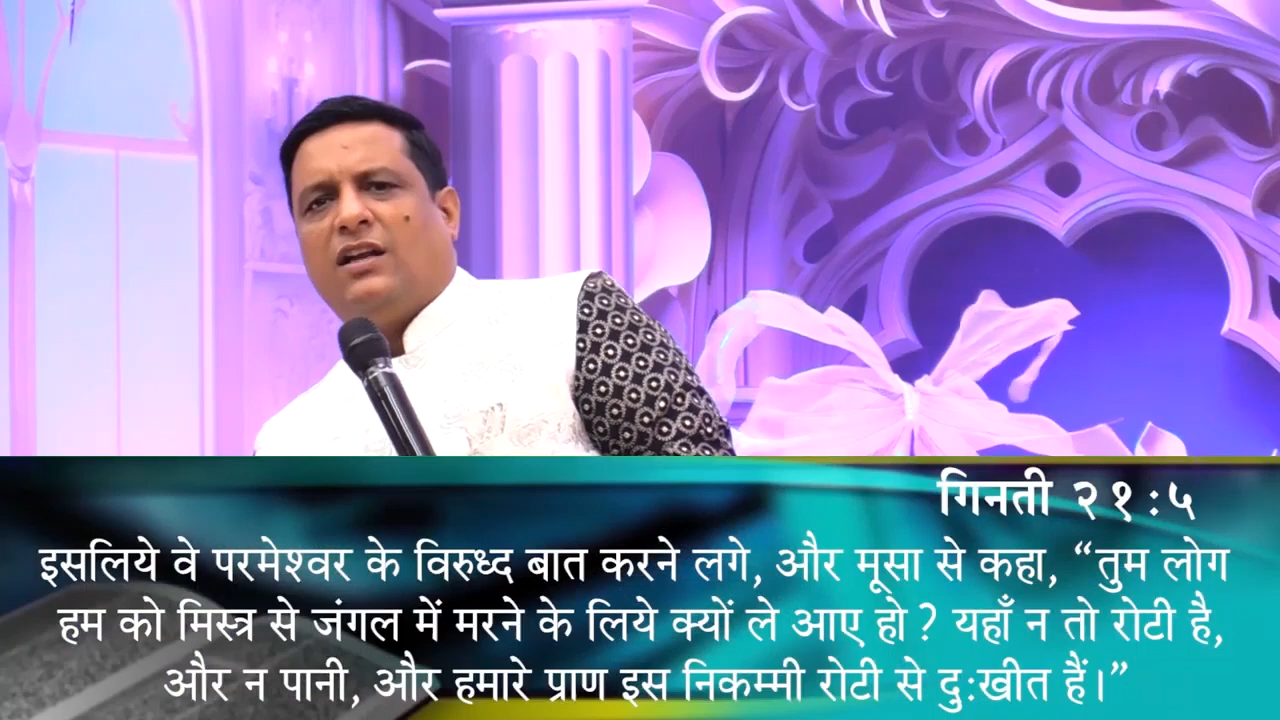 गिनती २१:५
इसलिये वे परमेश्वर के विरुध्द बात करने लगे, और मूसा से कहा, “तुम लोग
हम को मिस्त्र से जंगल में मरने के लिये क्यों ले आए हो? यहाँ न तो रोटी है,
और न पानी, और हमारे प्राण इस निकम्मी रोटी से दुःखीत हैं।”